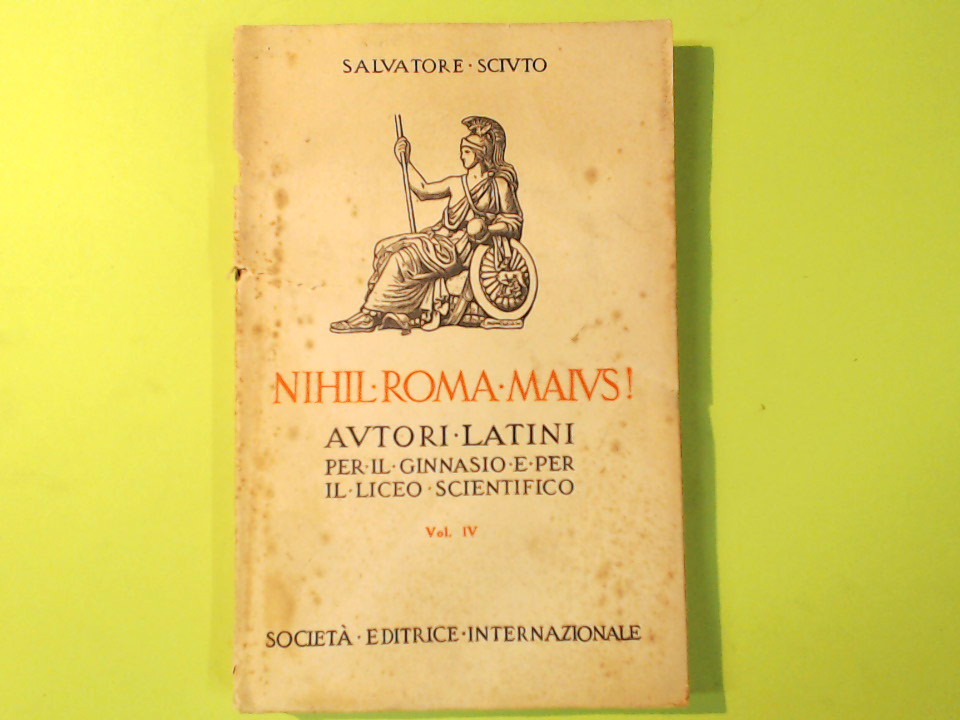 SALVATORE · SCIVTO
NIHIL · ROMA · MAIVS!
AVTORI · LATINI
PER · IL · GINNASIO · E · PER
IL · LICEO · SCIENTIFICO
Vol. IV
SOCIETÀ · EDITRICE · INTERNAZIONALE